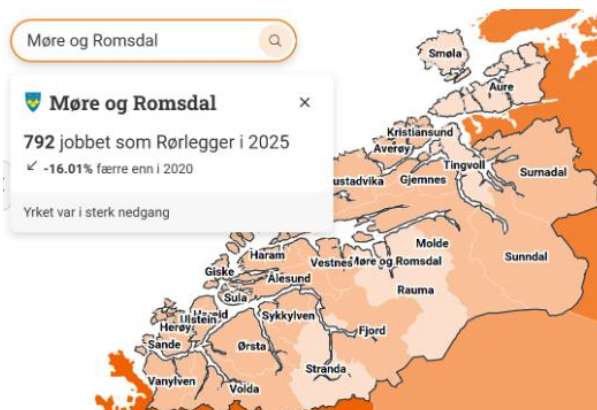 Møre og Romsdal
Møre og Romsdal
792 jobbet som Rørlegger i 2025
-16.01% færre enn i 2020
Yrket var i sterk nedgang
Smøla
Aure
Kristiansund
Averøy
Tingvoll
ustadvika
Gjemnes
Surnadal
Molde
Sunndal
Haram
Vestnes
Møre og Romsdal
Giske
Ålesund
Rauma
Sula
Ulstein
Herøy
Sykkylven
Fjord
Sande
Ørsta
Stranda
Vanylven
Volda